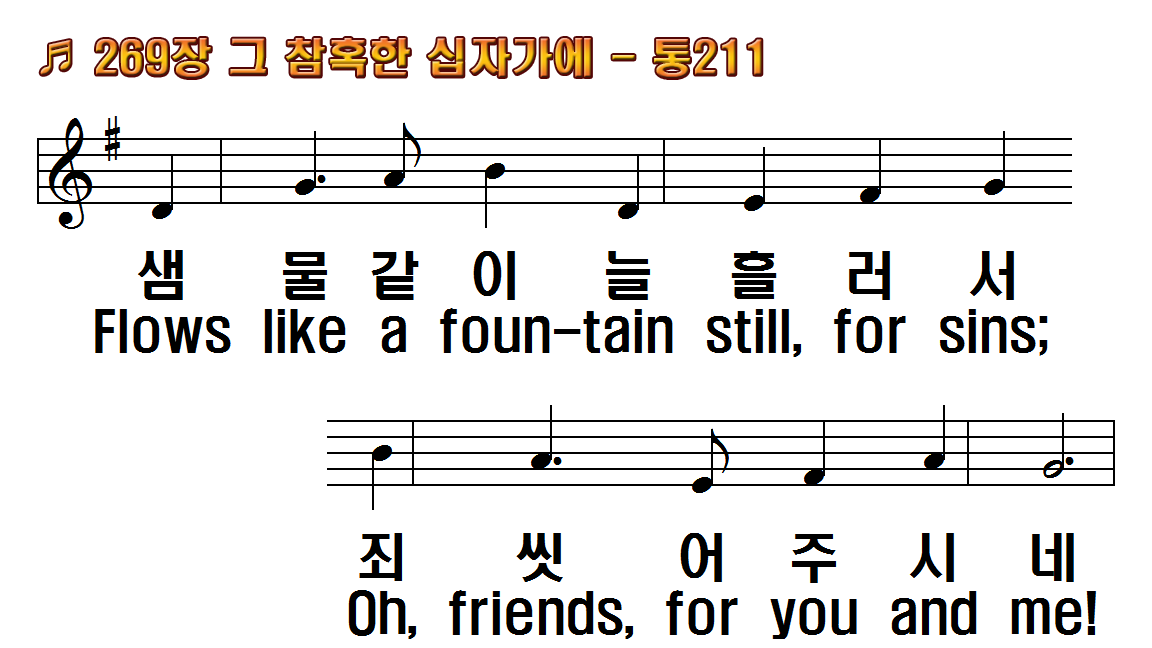 ♬ 269장 그 참혹한 십자가에 - 통211
샘 물 같 이 늘 흘 러 서
Flows like a foun-tain still, for sins;
죄 씻 어 주 시 네
Oh, friends, for you and me!